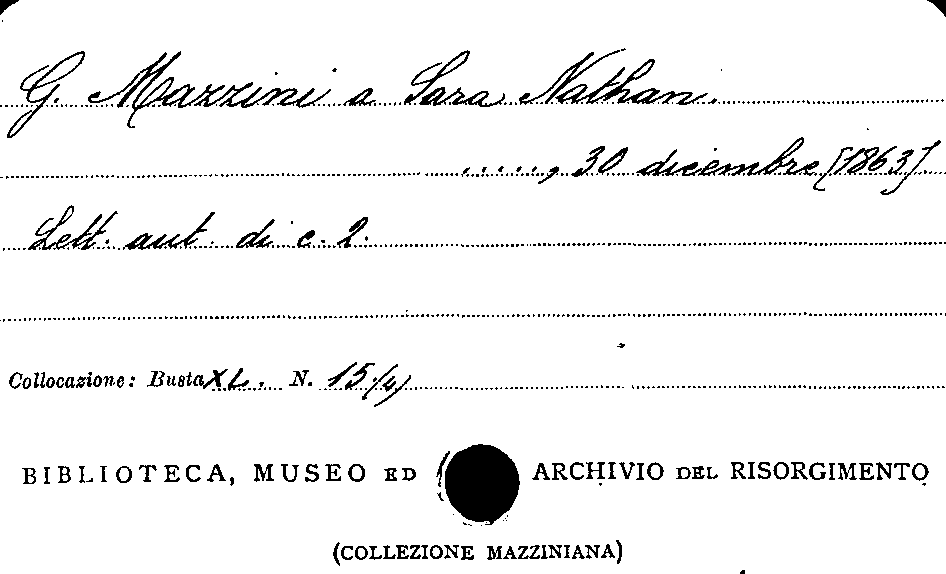 G. Mazzini a Sara Nathan.
....., 30 dicembre [1863].
Lett. aut. di c. 2.
Collocazione: Busta XL. N. 15(4)
BIBLIOTECA, MUSEO ED ARCHIVIO DEL RISORGIMENTO
(COLLEZIONE MAZZINIANA)